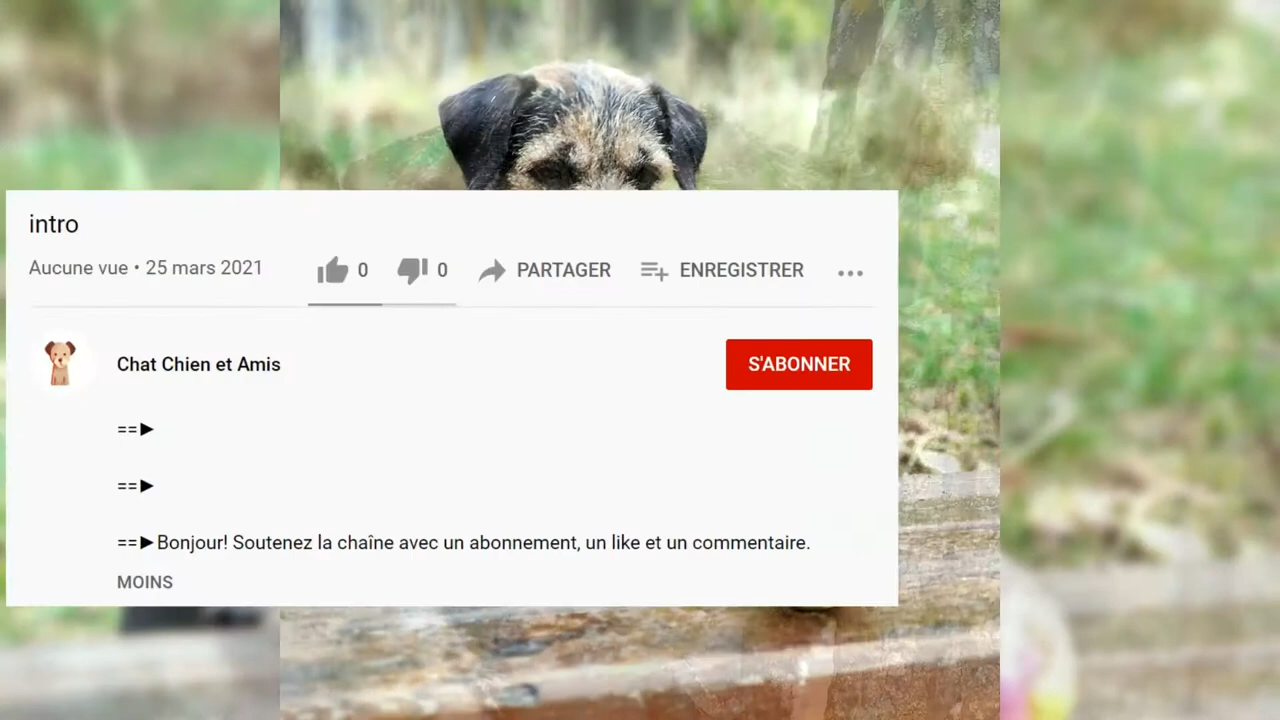 intro
Aucune vue • 25 mars 2021
0
0
PARTAGER
ENREGISTRER
Chat Chien et Amis
S'ABONNER
==►
==►
==►Bonjour! Soutenez la chaîne avec un abonnement, un like et un commentaire.
MOINS